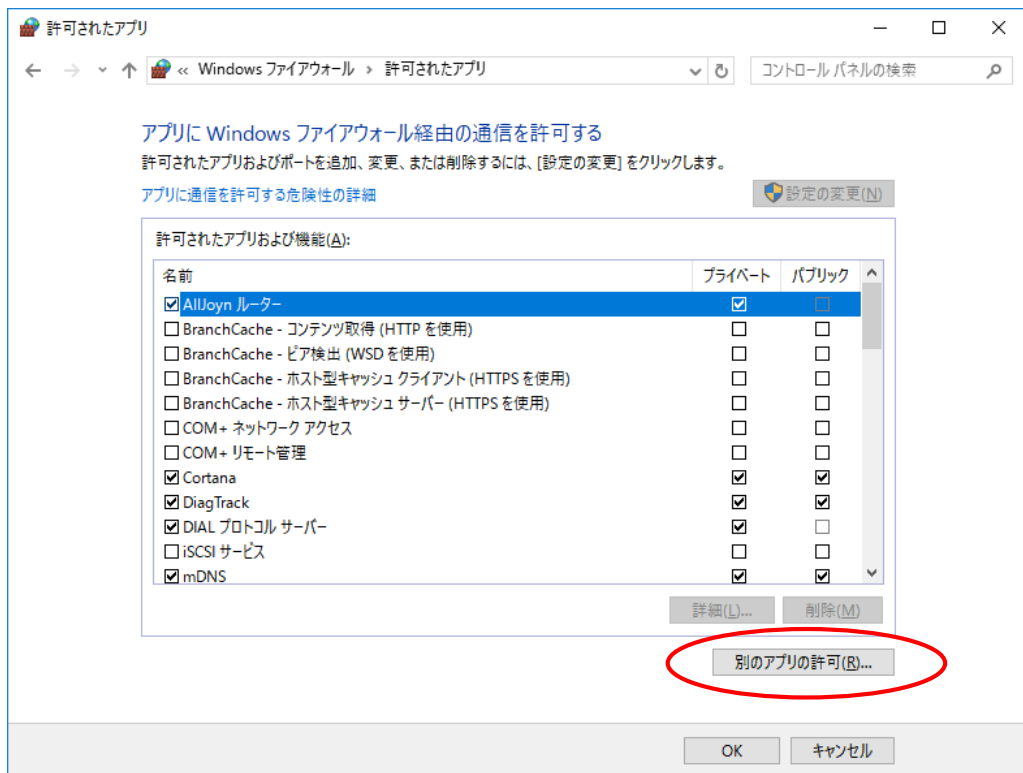 許可されたアプリ
« Windows ファイアウォール › 許可されたアプリ
コントロール パネルの検索
アプリに Windows ファイアウォール経由の通信を許可する
許可されたアプリおよびポートを追加、変更、または削除するには、[設定の変更] をクリックします。
アプリに通信を許可する危険性の詳細
設定の変更(N)
許可されたアプリおよび機能(A):
名前 プライベート パブリック
AllJoyn ルーター
BranchCache - コンテンツ取得 (HTTP を使用)
BranchCache - ピア検出 (WSD を使用)
BranchCache - ホスト型キャッシュ クライアント (HTTPS を使用)
BranchCache - ホスト型キャッシュ サーバー (HTTPS を使用)
COM+ ネットワーク アクセス
COM+ リモート管理
Cortana
DiagTrack
DIAL プロトコル サーバー
iSCSI サービス
mDNS
詳細(L)... 削除(M)
別のアプリの許可(R)...
OK キャンセル